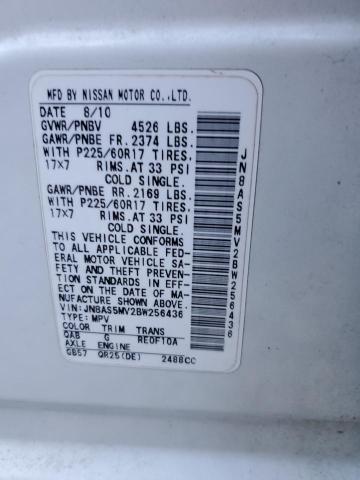 MFD BY NISSAN MOTOR CO.,LTD.
DATE 8/10
GVWR/PNBV 4526 LBS.
GAWR/PNBE FR. 2374 LBS.
WITH P225/60R17 TIRES,
17x7 RIMS, AT 33 PSI
COLD SINGLE.
GAWR/PNBE RR. 2169 LBS.
WITH P225/60R17 TIRES,
17x7 RIMS, AT 33 PSI
COLD SINGLE.
THIS VEHICLE CONFORMS
TO ALL APPLICABLE FED-
ERAL MOTOR VEHICLE SA-
FETY AND THEFT PREVEN-
TION STANDARDS IN EFF-
ECT ON THE DATE OF MA-
NUFACTURE SHOWN ABOVE.
VIN: JN8AS5MV2BW256436
TYPE: MPV
COLOR TRIM TRANS
QAB G RE0F10A
AXLE ENGINE
GB57 QR25(DE) 2488CC
JN8AS5MV2BW256436